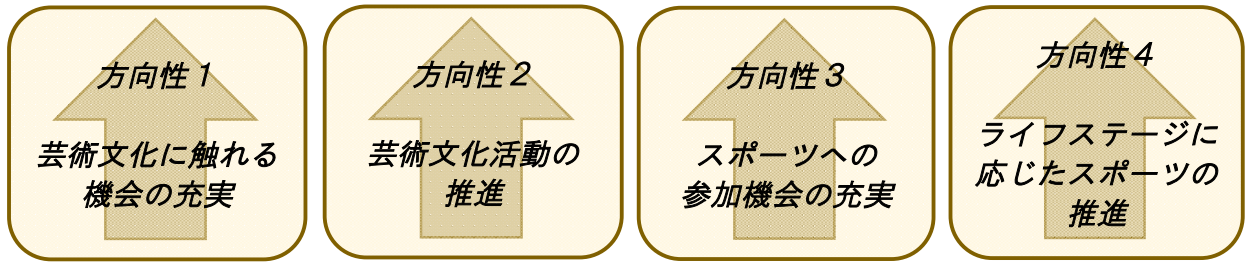 方向性１
芸術文化に触れる
機会の充実
方向性２
芸術文化活動の
推進
方向性３
スポーツへの
参加機会の充実
方向性４
ライフステージに
応じたスポーツの
推進